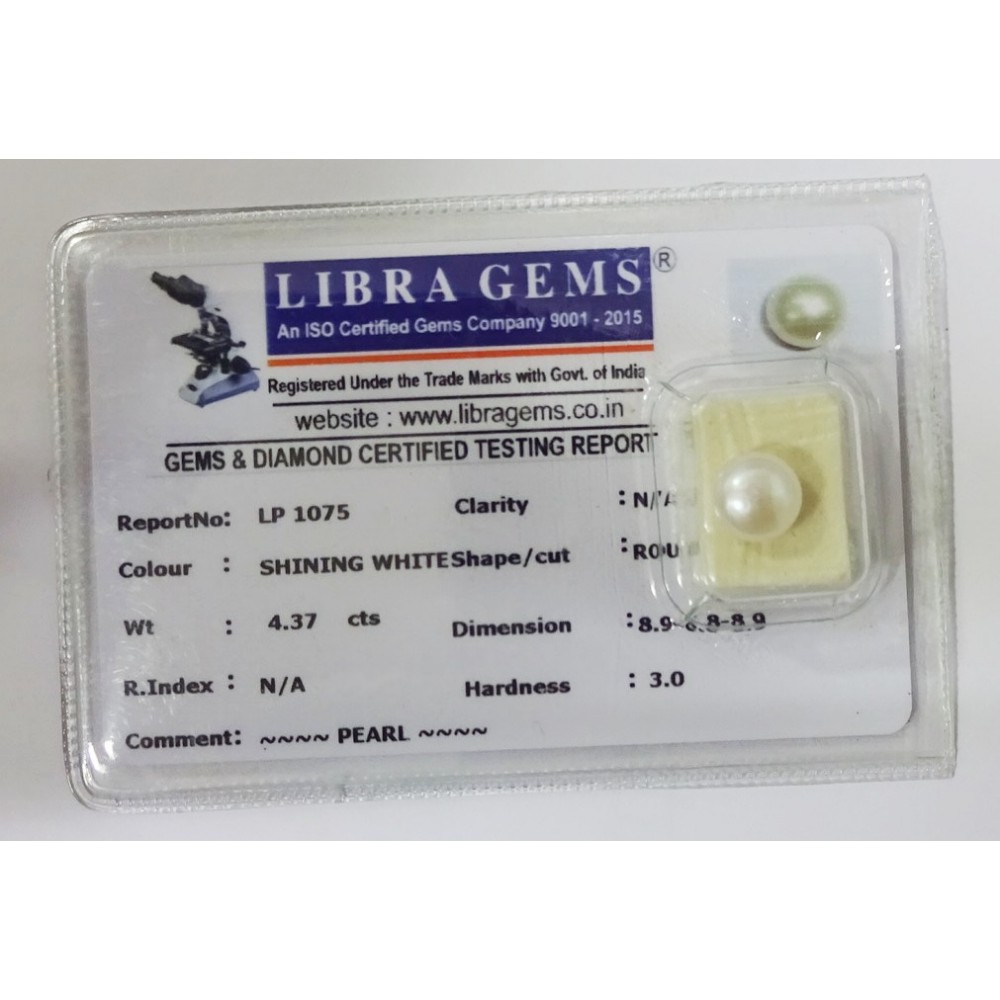 LIBRA GEMS ®
An ISO Certified Gems Company 9001 - 2015
Registered Under the Trade Marks with Govt. of India
website : www.libragems.co.in
GEMS & DIAMOND CERTIFIED TESTING REPORT
ReportNo: LP 1075 Clarity : N/A
Colour : SHINING WHITE Shape/cut :
Wt : 4.37 cts Dimension :
R.Index : N/A Hardness : 3.0
Comment: ~~~~ PEARL ~~~~